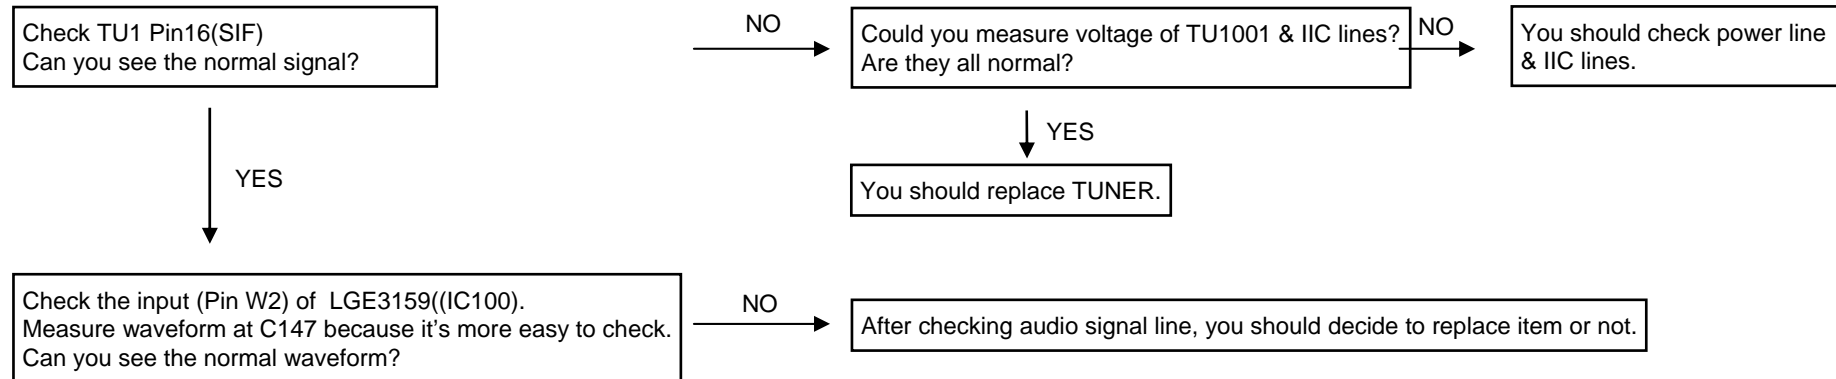 Check TU1 Pin16(SIF)
Can you see the normal signal?
NO
Could you measure voltage of TU1001 & IIC lines?
Are they all normal?
NO
You should check power line
& IIC lines.
YES
You should replace TUNER.
YES
Check the input (Pin W2) of  LGE3159((IC100).
Measure waveform at C147 because it’s more easy to check.
Can you see the normal waveform?
NO
After checking audio signal line, you should decide to replace item or not.